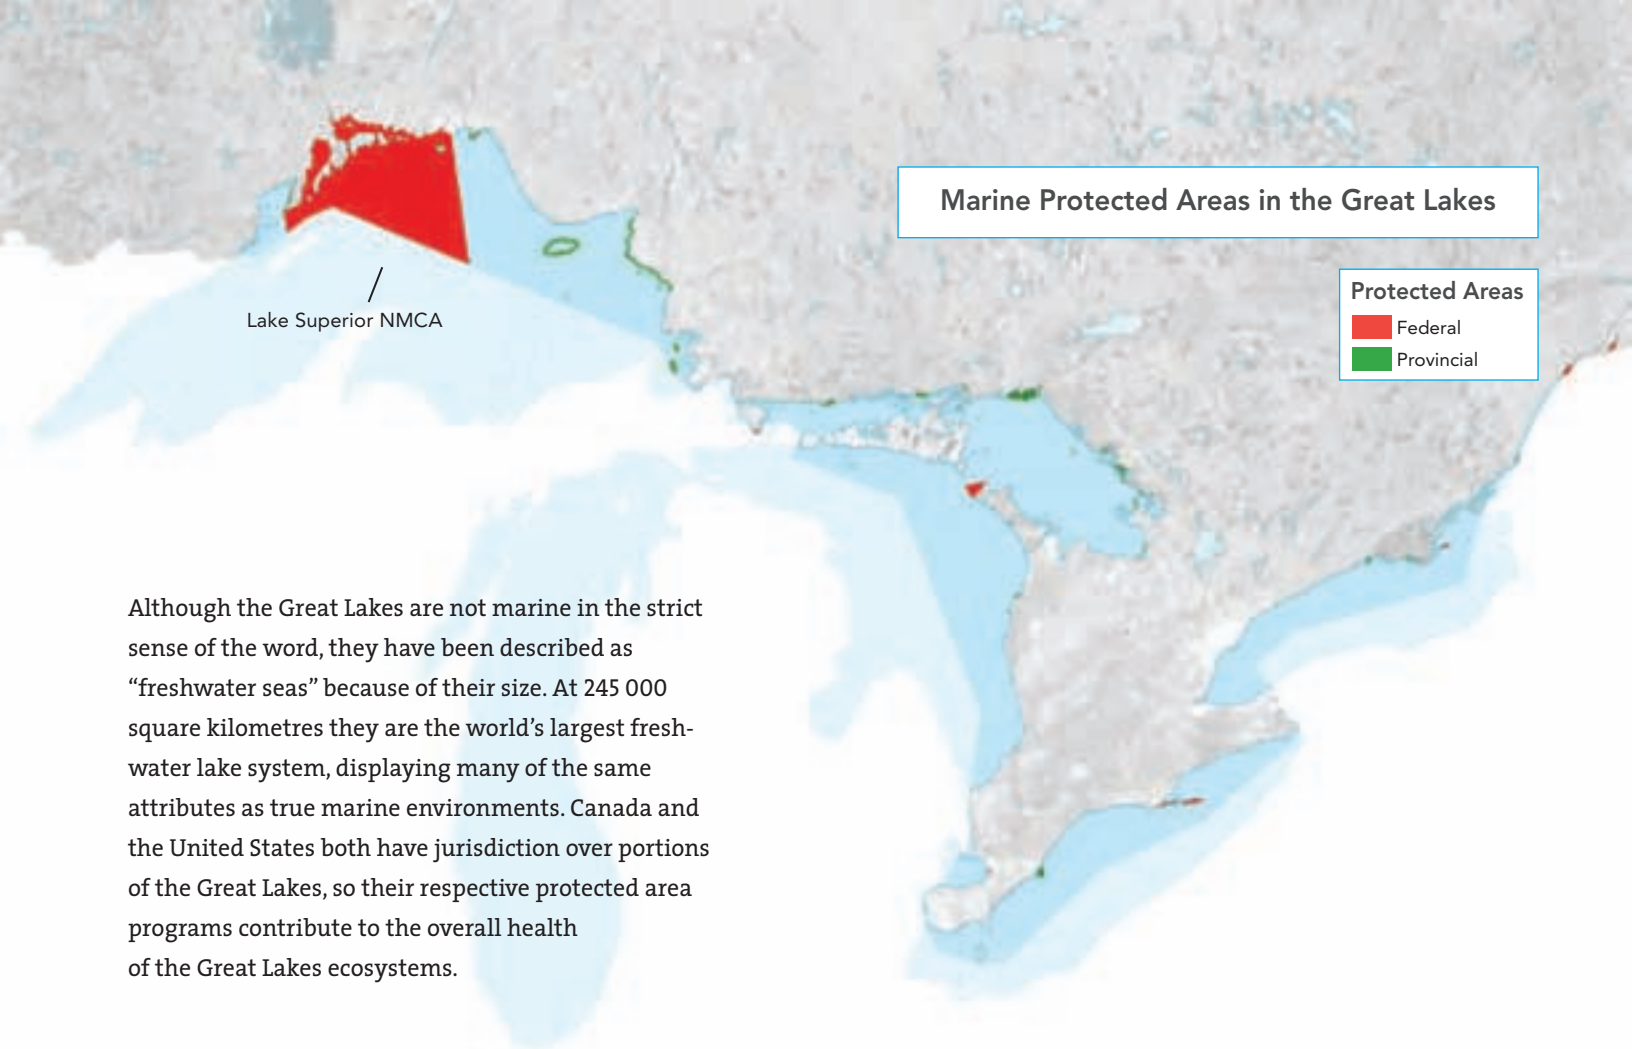 Marine Protected Areas in the Great Lakes
Protected Areas
Federal
Provincial
Lake Superior NMCA
Although the Great Lakes are not marine in the strict
sense of the word, they have been described as
“freshwater seas” because of their size. At 245 000
square kilometres they are the world’s largest fresh-
water lake system, displaying many of the same
attributes as true marine environments. Canada and
the United States both have jurisdiction over portions
of the Great Lakes, so their respective protected area
programs contribute to the overall health
of the Great Lakes ecosystems.